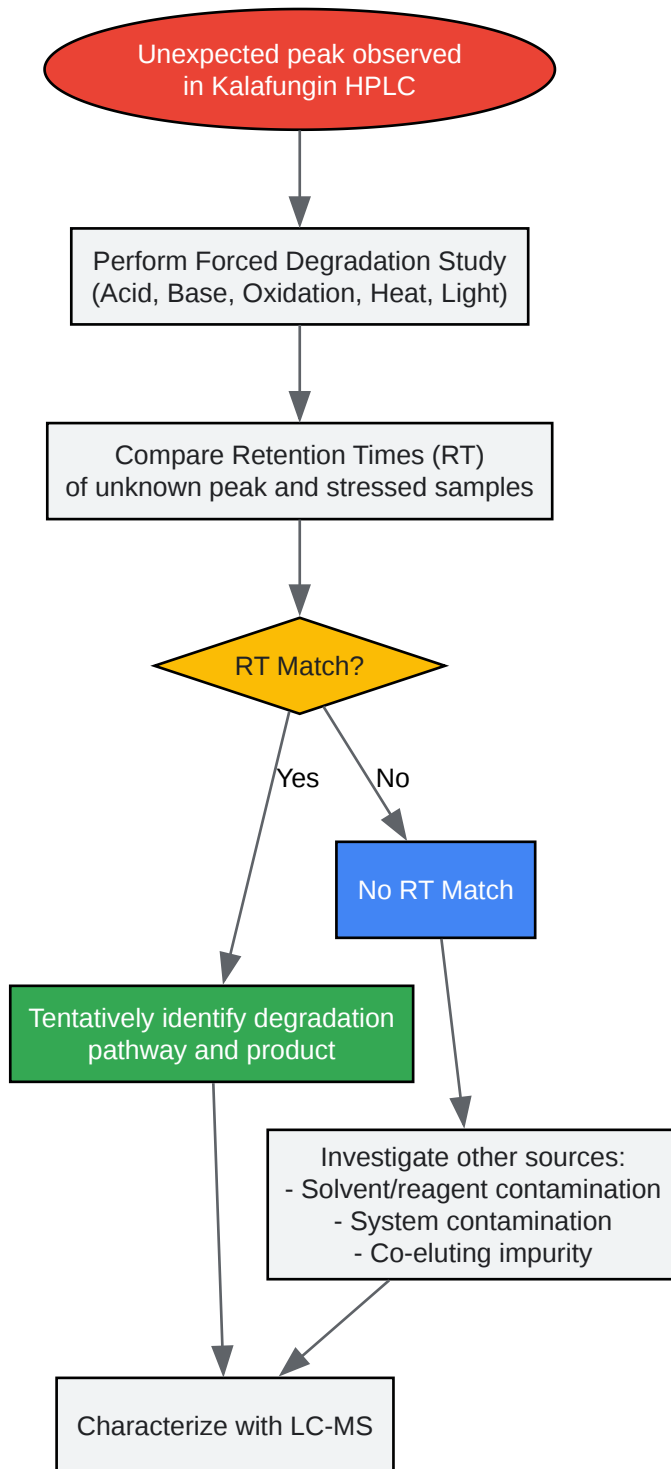 Unexpected peak observed
in Kalafungin HPLC
Perform Forced Degradation Study
(Acid, Base, Oxidation, Heat, Light)
Compare Retention Times (RT)
of unknown peak and stressed samples
RT Match?
Yes
No
No RT Match
Tentatively identify degradation
pathway and product
Investigate other sources:
- Solvent/reagent contamination
- System contamination
- Co-eluting impurity
Characterize with LC-MS